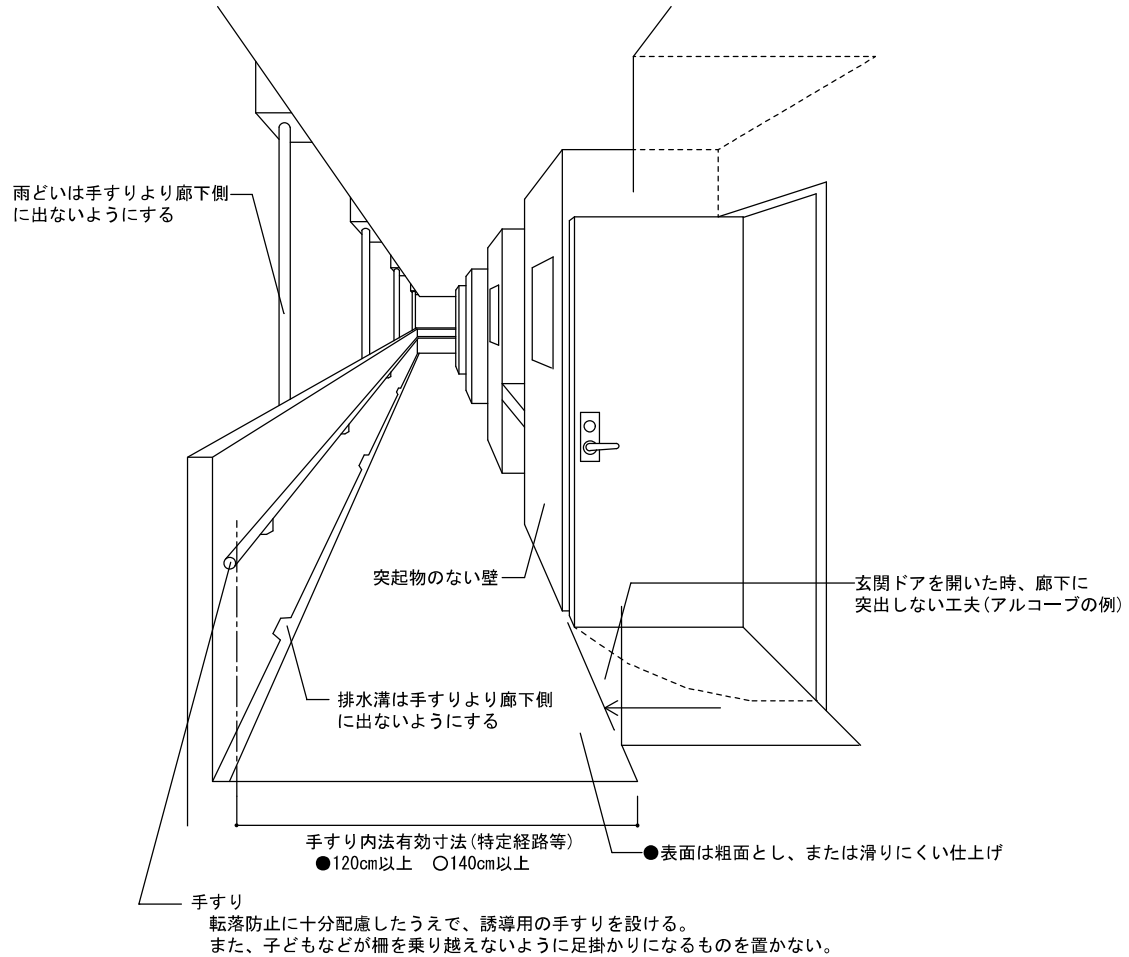 雨どいは手すりより廊下側
に出ないようにする
突起物のない壁
玄関ドアを開いた時、廊下に
突出しない工夫(アルコーブの例)
排水溝は手すりより廊下側
に出ないようにする
手すり内法有効寸法(特定経路等)
●120cm以上 ○140cm以上
●表面は粗面とし、または滑りにくい仕上げ
手すり
転落防止に十分配慮したうえで、誘導用の手すりを設ける。
また、子どもなどが柵を乗り越えないように足掛かりになるものを置かない。